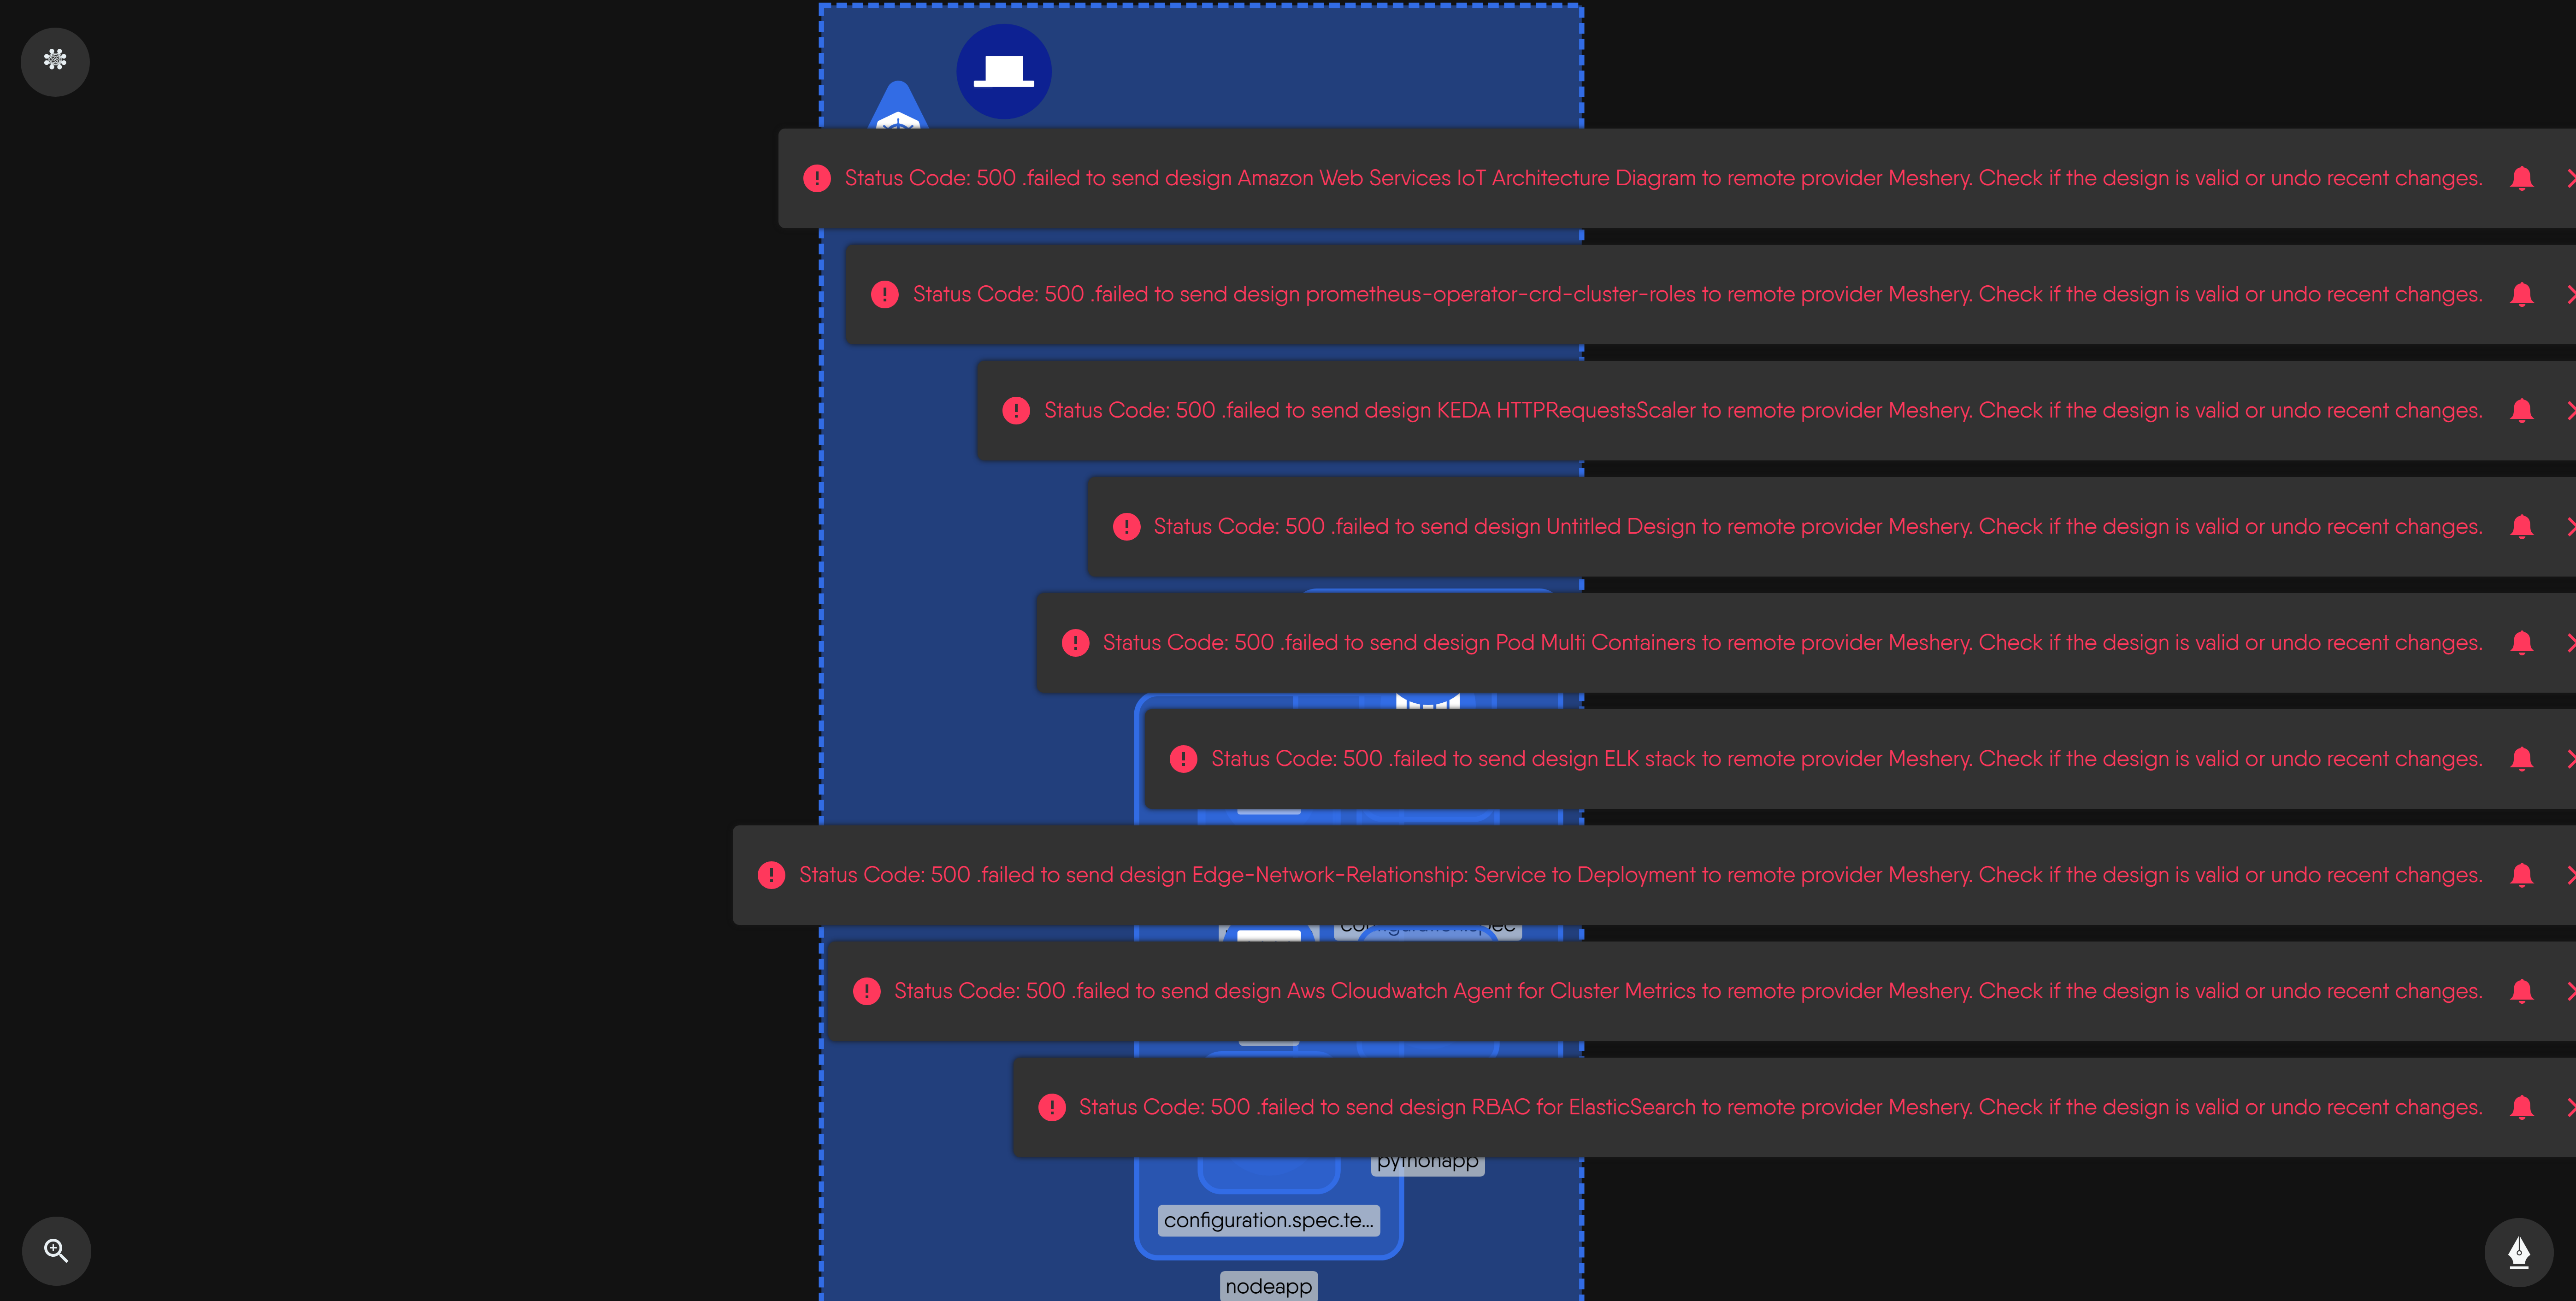 Status Code: 500 .failed to send design Amazon Web Services IoT Architecture Diagram to remote provider Meshery. Check if the design is valid or undo recent changes.
Status Code: 500 .failed to send design prometheus-operator-crd-cluster-roles to remote provider Meshery. Check if the design is valid or undo recent changes.
Status Code: 500 .failed to send design KEDA HTTPRequestsScaler to remote provider Meshery. Check if the design is valid or undo recent changes.
Status Code: 500 .failed to send design Untitled Design to remote provider Meshery. Check if the design is valid or undo recent changes.
Status Code: 500 .failed to send design Pod Multi Containers to remote provider Meshery. Check if the design is valid or undo recent changes.
Status Code: 500 .failed to send design ELK stack to remote provider Meshery. Check if the design is valid or undo recent changes.
Status Code: 500 .failed to send design Edge-Network-Relationship: Service to Deployment to remote provider Meshery. Check if the design is valid or undo recent changes.
configuration.spec
Status Code: 500 .failed to send design Aws Cloudwatch Agent for Cluster Metrics to remote provider Meshery. Check if the design is valid or undo recent changes.
Status Code: 500 .failed to send design RBAC for ElasticSearch to remote provider Meshery. Check if the design is valid or undo recent changes.
pythonapp
configuration.spec.te...
nodeapp